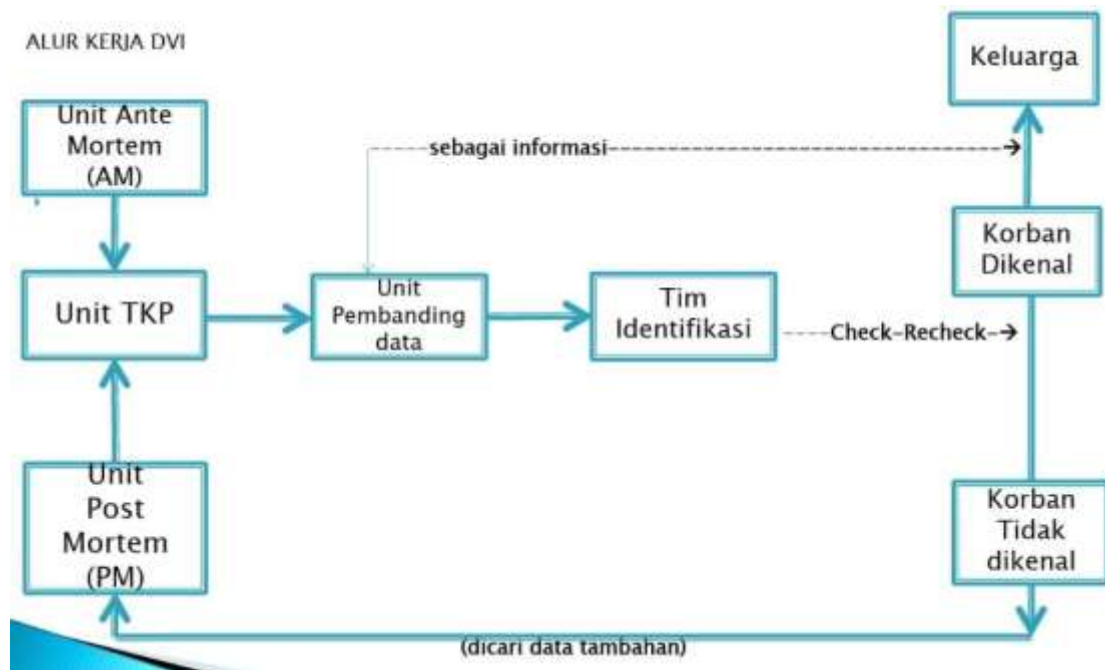 ALUR KERJA DVI
Keluarga
Unit Ante
Mortem
(AM)
sebagai informasi
Korban
Dikenal
Unit TKP
Unit
Pembanding
data
Tim
Identifikasi
Check-Recheck
Unit
Post
Mortem
(PM)
Korban
Tidak
dikenal
(dicari data tambahan)